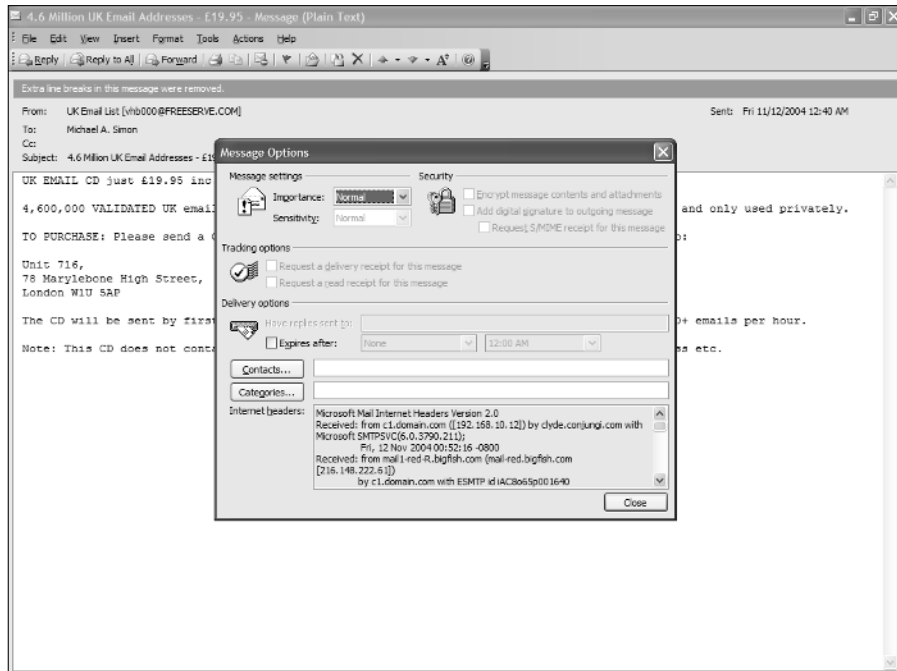 4.6 Million UK Email Addresses - £19.95 - Message (Plain Text)
File Edit View Insert Format Tools Actions Help
Reply Reply to All Forward
Extra line breaks in this message were removed.
From: UK Email List [vhb000@FREESERVE.COM] Sent: Fri 11/12/2004 12:40 AM
To: Michael A. Simon
Cc:
Subject: 4.6 Million UK Email Addresses - £19
UK EMAIL CD just £19.95 inc
4,600,000 VALIDATED UK email and only used privately.
TO PURCHASE: Please send a
Unit 716,
78 Marylebone High Street,
London W1U 5AP
The CD will be sent by first 0+ emails per hour.
Note: This CD does not conta ss etc.
Message Options
Message settings Security
Importance: Normal
Sensitivity: Normal
Encrypt message contents and attachments
Add digital signature to outgoing message
Request S/MIME receipt for this message
Tracking options
Request a delivery receipt for this message
Request a read receipt for this message
Delivery options
Have replies sent to:
Expires after: None 12:00 AM
Contacts...
Categories...
Internet headers:
Microsoft Mail Internet Headers Version 2.0
Received: from c1.domain.com ([192.168.10.12]) by clyde.conjungi.com with
Microsoft SMTPSVC(6.0.3790.211);
Fri, 12 Nov 2004 00:52:16 -0800
Received: from mail1-red-R.bigfish.com (mail-red.bigfish.com
[216.148.222.61])
by c1.domain.com with ESMTP id iAC8o65p001640
Close